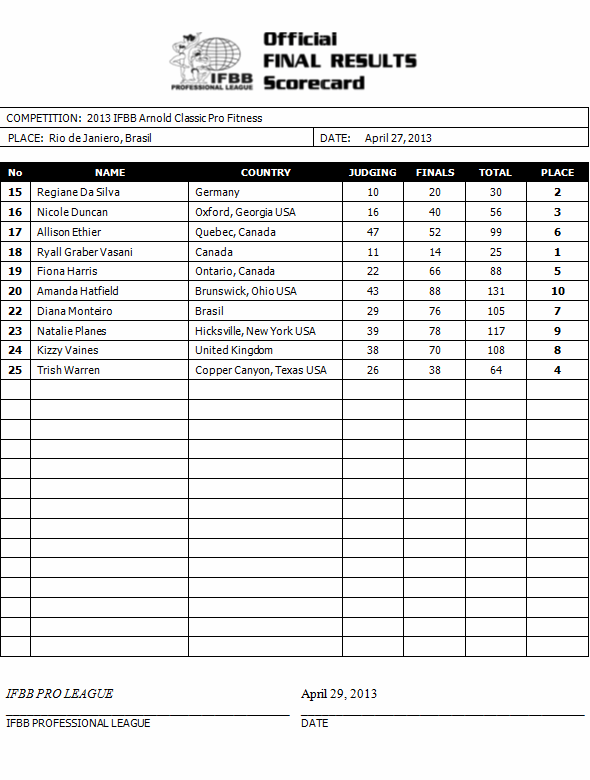 Official
FINAL RESULTS
Scorecard
IFBB
PROFESSIONAL LEAGUE
COMPETITION: 2013 IFBB Arnold Classic Pro Fitness
PLACE: Rio de Janiero, Brasil DATE: April 27, 2013
No NAME COUNTRY JUDGING FINALS TOTAL PLACE
15 Regiane Da Silva Germany 10 20 30 2
16 Nicole Duncan Oxford, Georgia USA 16 40 56 3
17 Allison Ethier Quebec, Canada 47 52 99 6
18 Ryall Graber Vasani Canada 11 14 25 1
19 Fiona Harris Ontario, Canada 22 66 88 5
20 Amanda Hatfield Brunswick, Ohio USA 43 88 131 10
22 Diana Monteiro Brasil 29 76 105 7
23 Natalie Planes Hicksville, New York USA 39 78 117 9
24 Kizzy Vaines United Kingdom 38 70 108 8
25 Trish Warren Copper Canyon, Texas USA 26 38 64 4
IFBB PRO LEAGUE April 29, 2013
IFBB PROFESSIONAL LEAGUE DATE